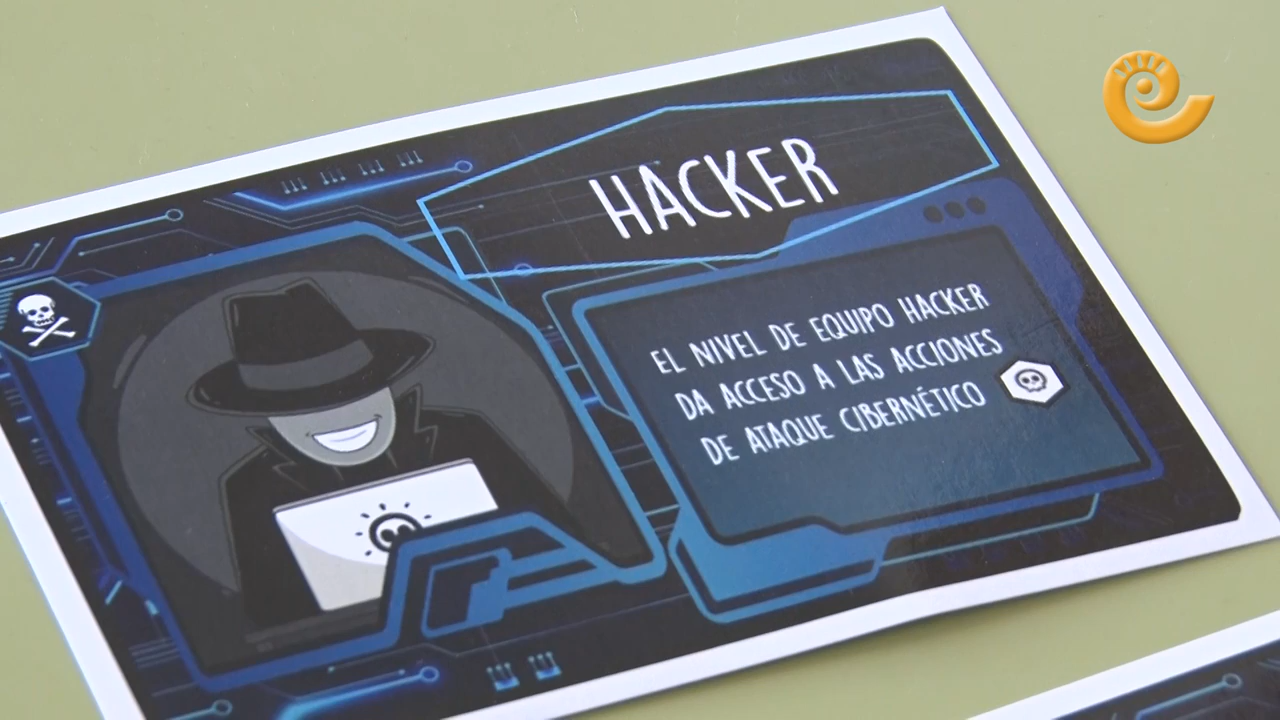 HACKER
EL NIVEL DE EQUIPO HACKER
DA ACCESO A LAS ACCIONES
DE ATAQUE CIBERNÉTICO